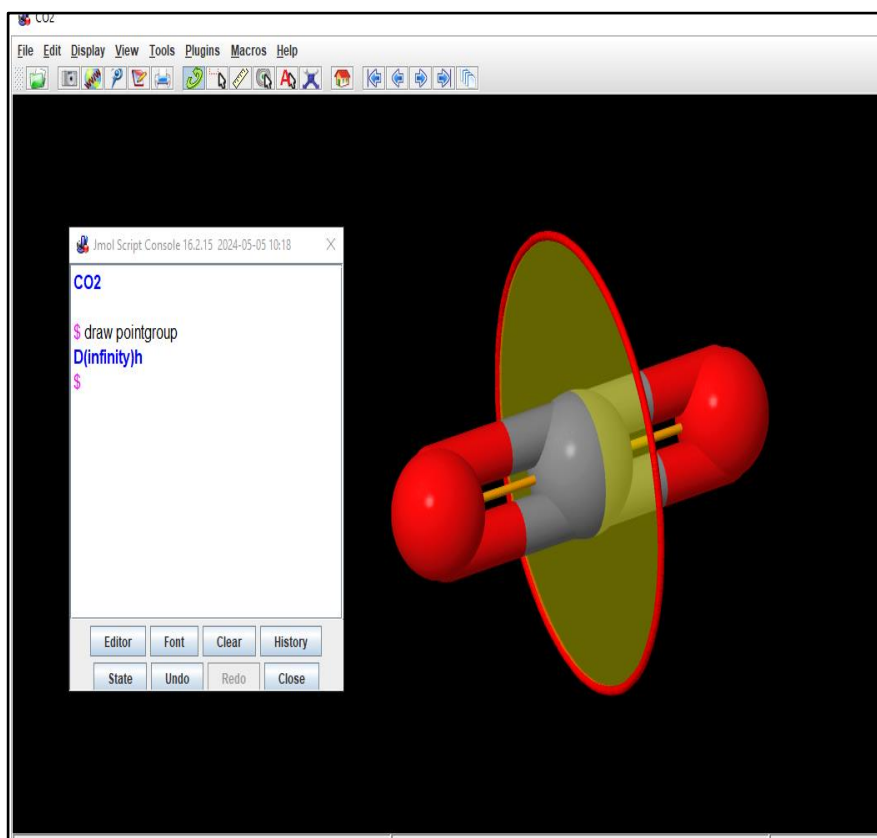 CO2
File Edit Display View Tools Plugins Macros Help
Jmol Script Console 16.2.15 2024-05-05 10:18
CO2
$ draw pointgroup
D(infinity)h
$
Editor Font Clear History
State Undo Redo Close